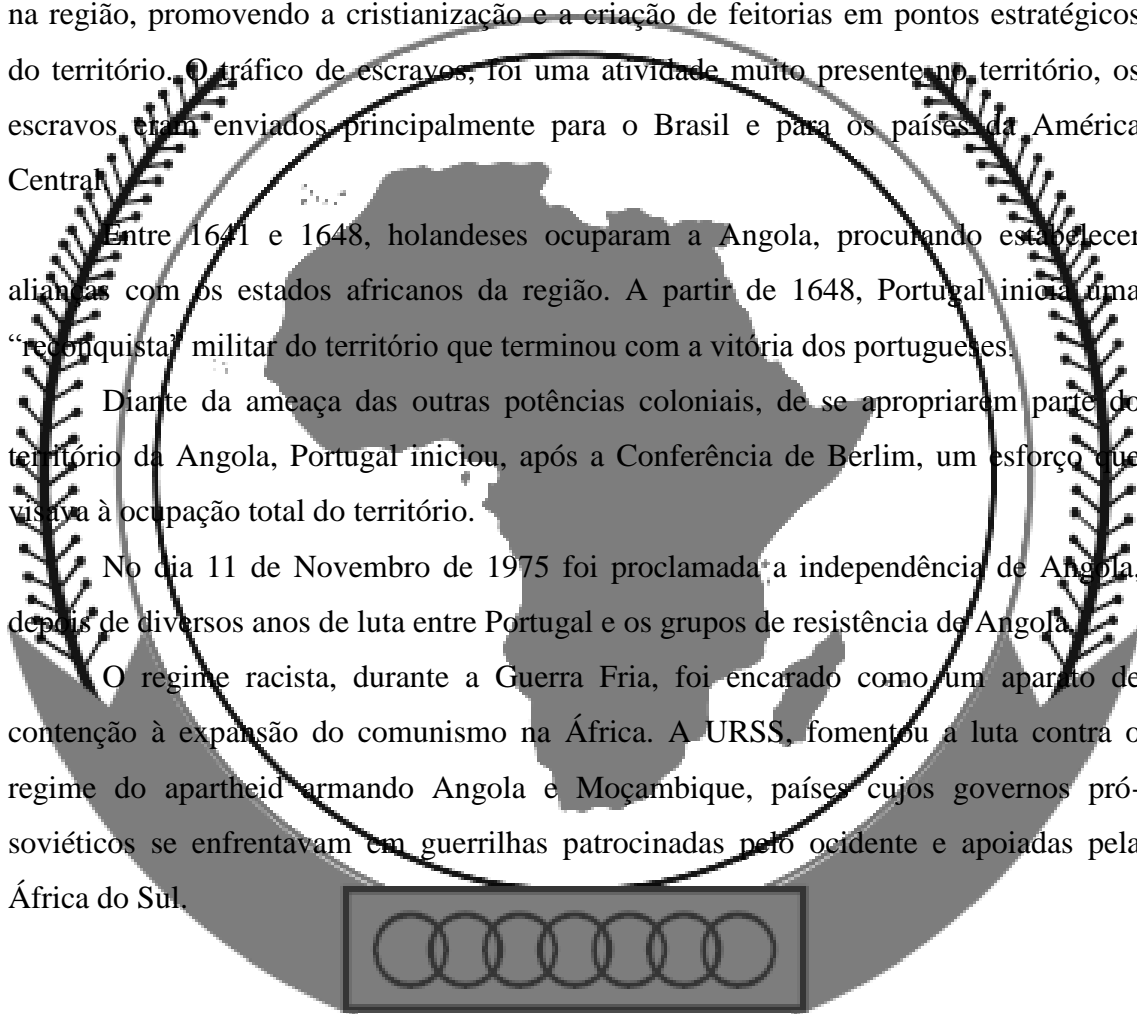 na região, promovendo a cristianização e a criação de feitorias em pontos estratégicos
do território. O tráfico de escravos, foi uma atividade muito presente no território, os
escravos eram enviados principalmente para o Brasil e para os países da América
Central.
Entre 1641 e 1648, holandeses ocuparam a Angola, procurando estabelecer
alianças com os estados africanos da região. A partir de 1648, Portugal inicia uma
“reconquista” militar do território que terminou com a vitória dos portugueses.
Diante da ameaça das outras potências coloniais, de se apropriarem parte do
território da Angola, Portugal iniciou, após a Conferência de Berlim, um esforço que
visava à ocupação total do território.
No dia 11 de Novembro de 1975 foi proclamada a independência de Angola,
depois de diversos anos de luta entre Portugal e os grupos de resistência de Angola.
O regime racista, durante a Guerra Fria, foi encarado como um aparato de
contenção à expansão do comunismo na África. A URSS, fomentou a luta contra o
regime do apartheid armando Angola e Moçambique, países cujos governos pró-
soviéticos se enfrentavam em guerrilhas patrocinadas pelo ocidente e apoiadas pela
África do Sul.